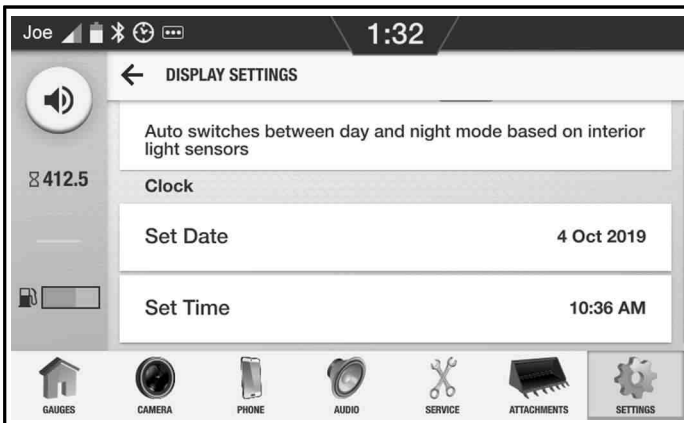 Joe
1:32
DISPLAY SETTINGS
Auto switches between day and night mode based on interior
light sensors
412.5
Clock
Set Date 4 Oct 2019
Set Time 10:36 AM
GAUGES CAMERA PHONE AUDIO SERVICE ATTACHMENTS SETTINGS